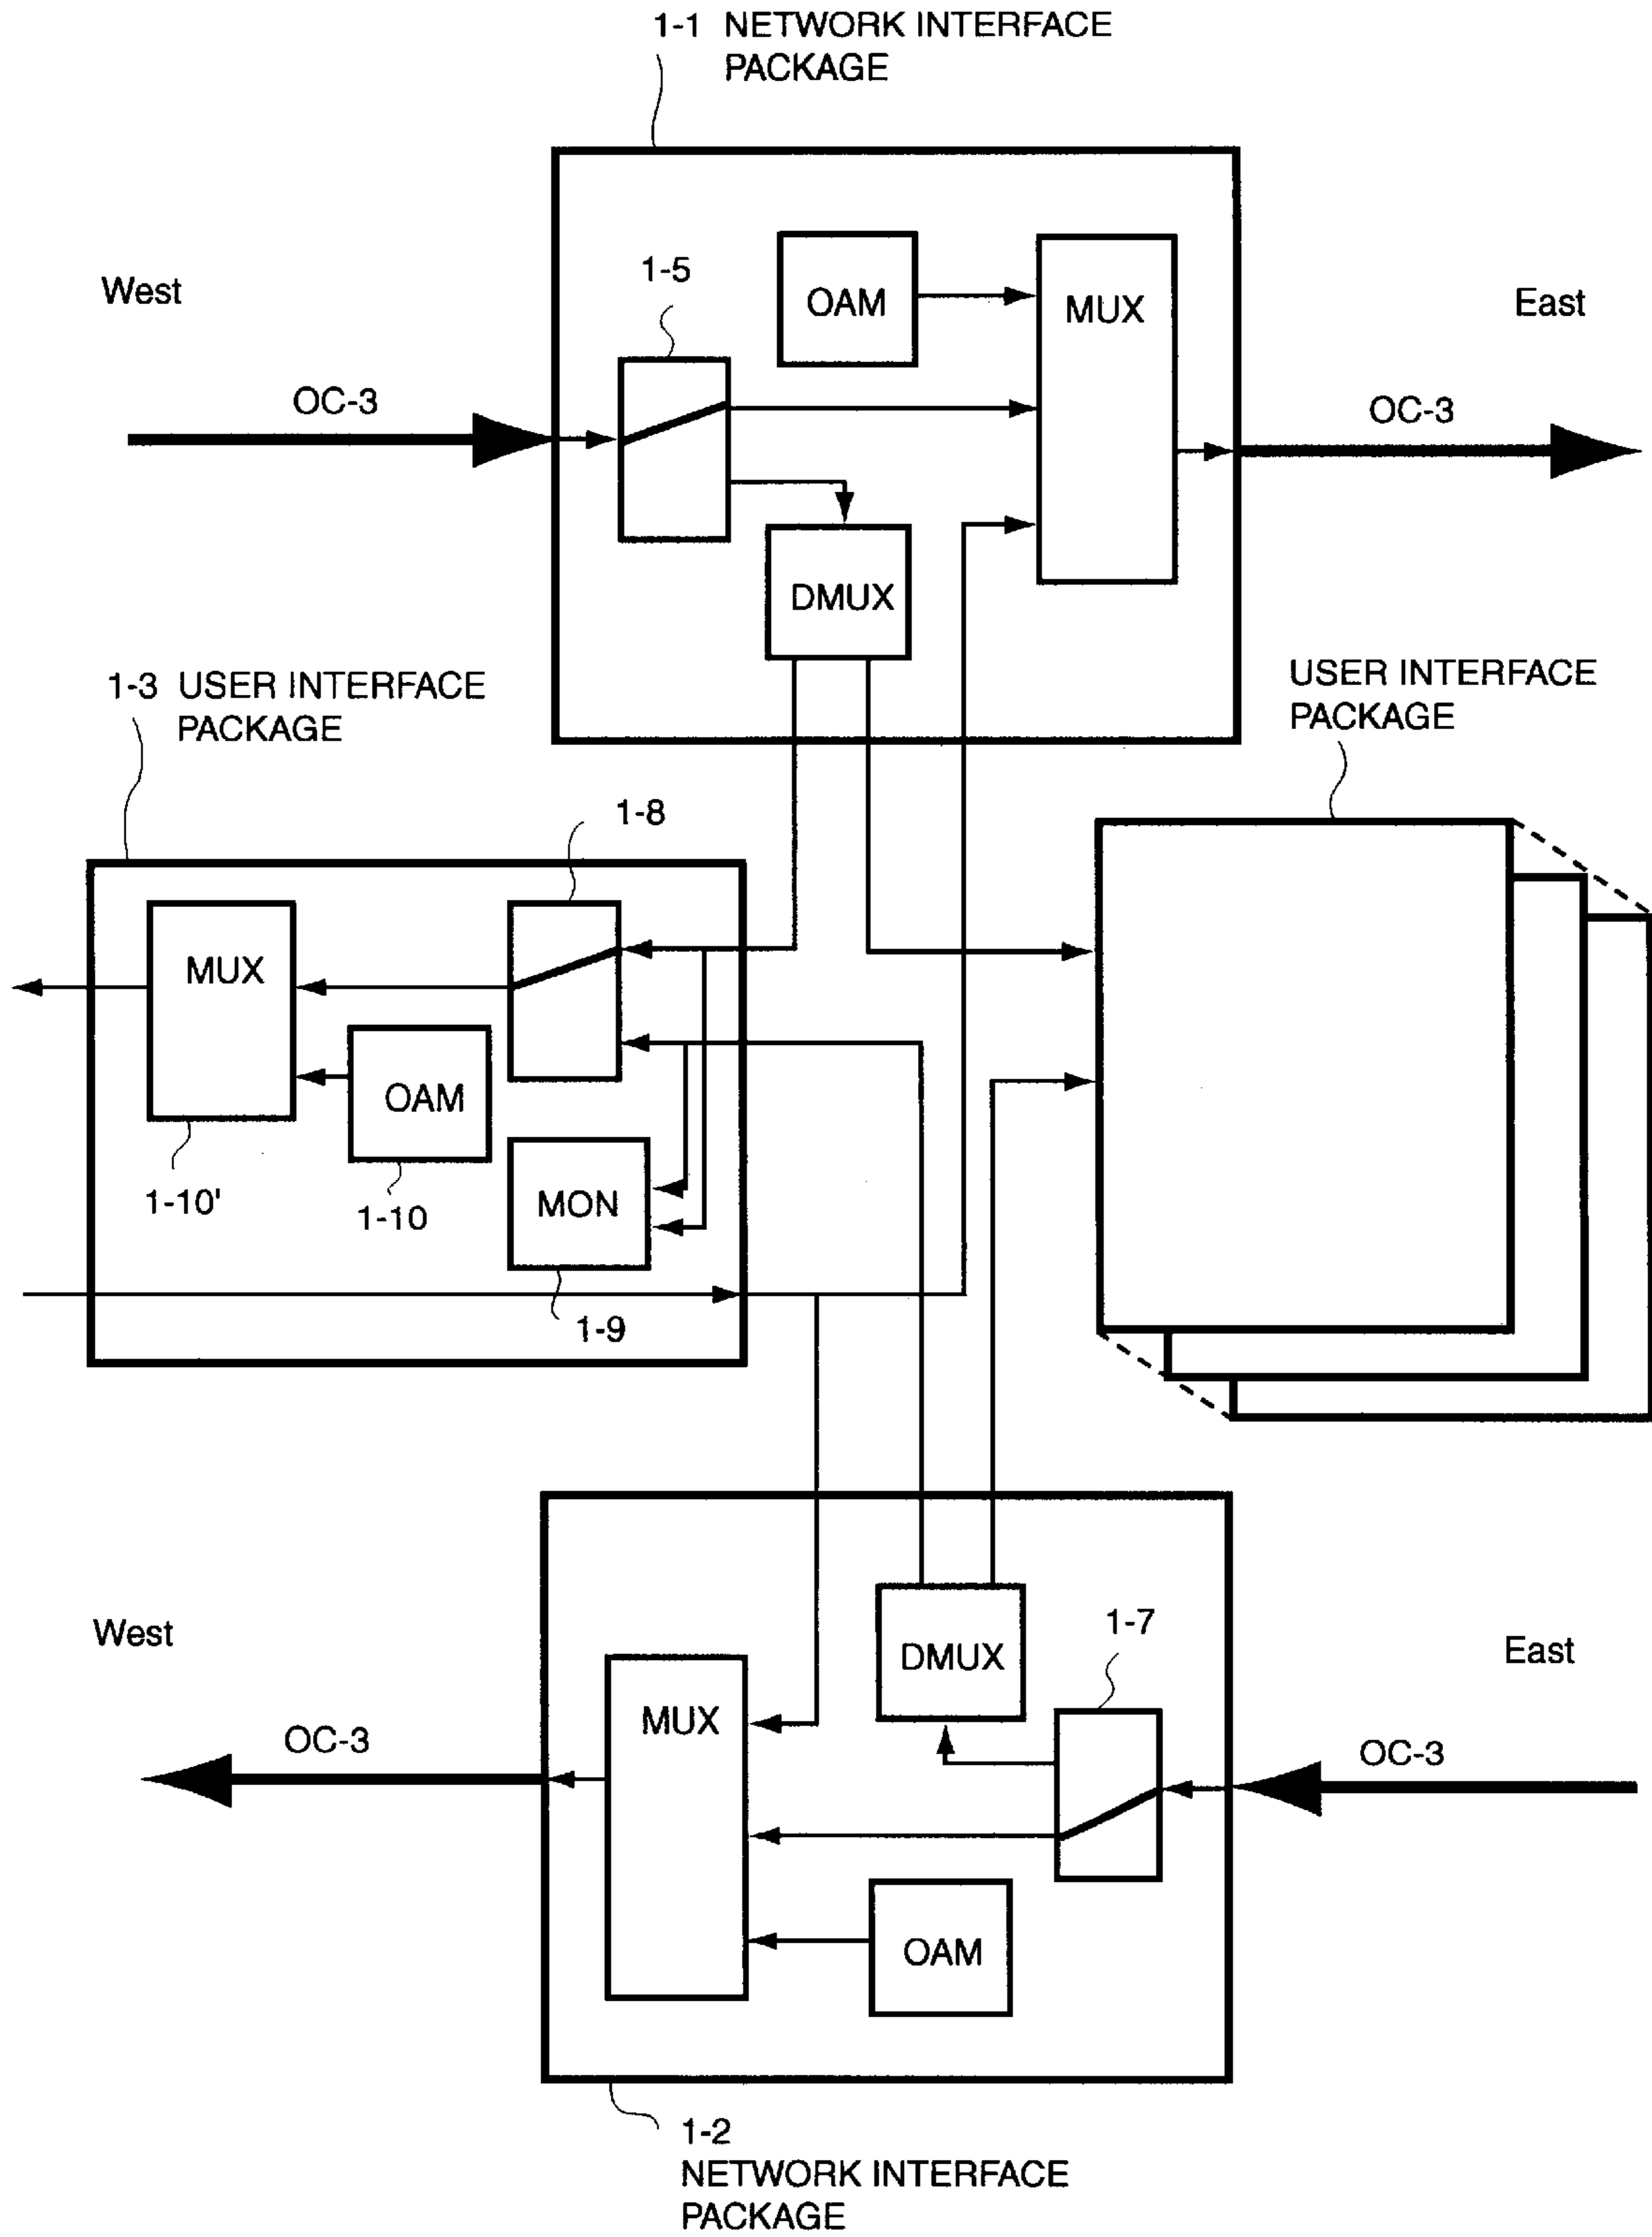 1-1 NETWORK INTERFACE
PACKAGE
West
1-5
OAM
MUX
East
OC-3
OC-3
DMUX
1-3 USER INTERFACE
PACKAGE
USER INTERFACE
PACKAGE
1-8
MUX
OAM
MON
1-10'
1-10
1-9
West
DMUX
1-7
East
MUX
OC-3
OC-3
OAM
1-2
NETWORK INTERFACE
PACKAGE